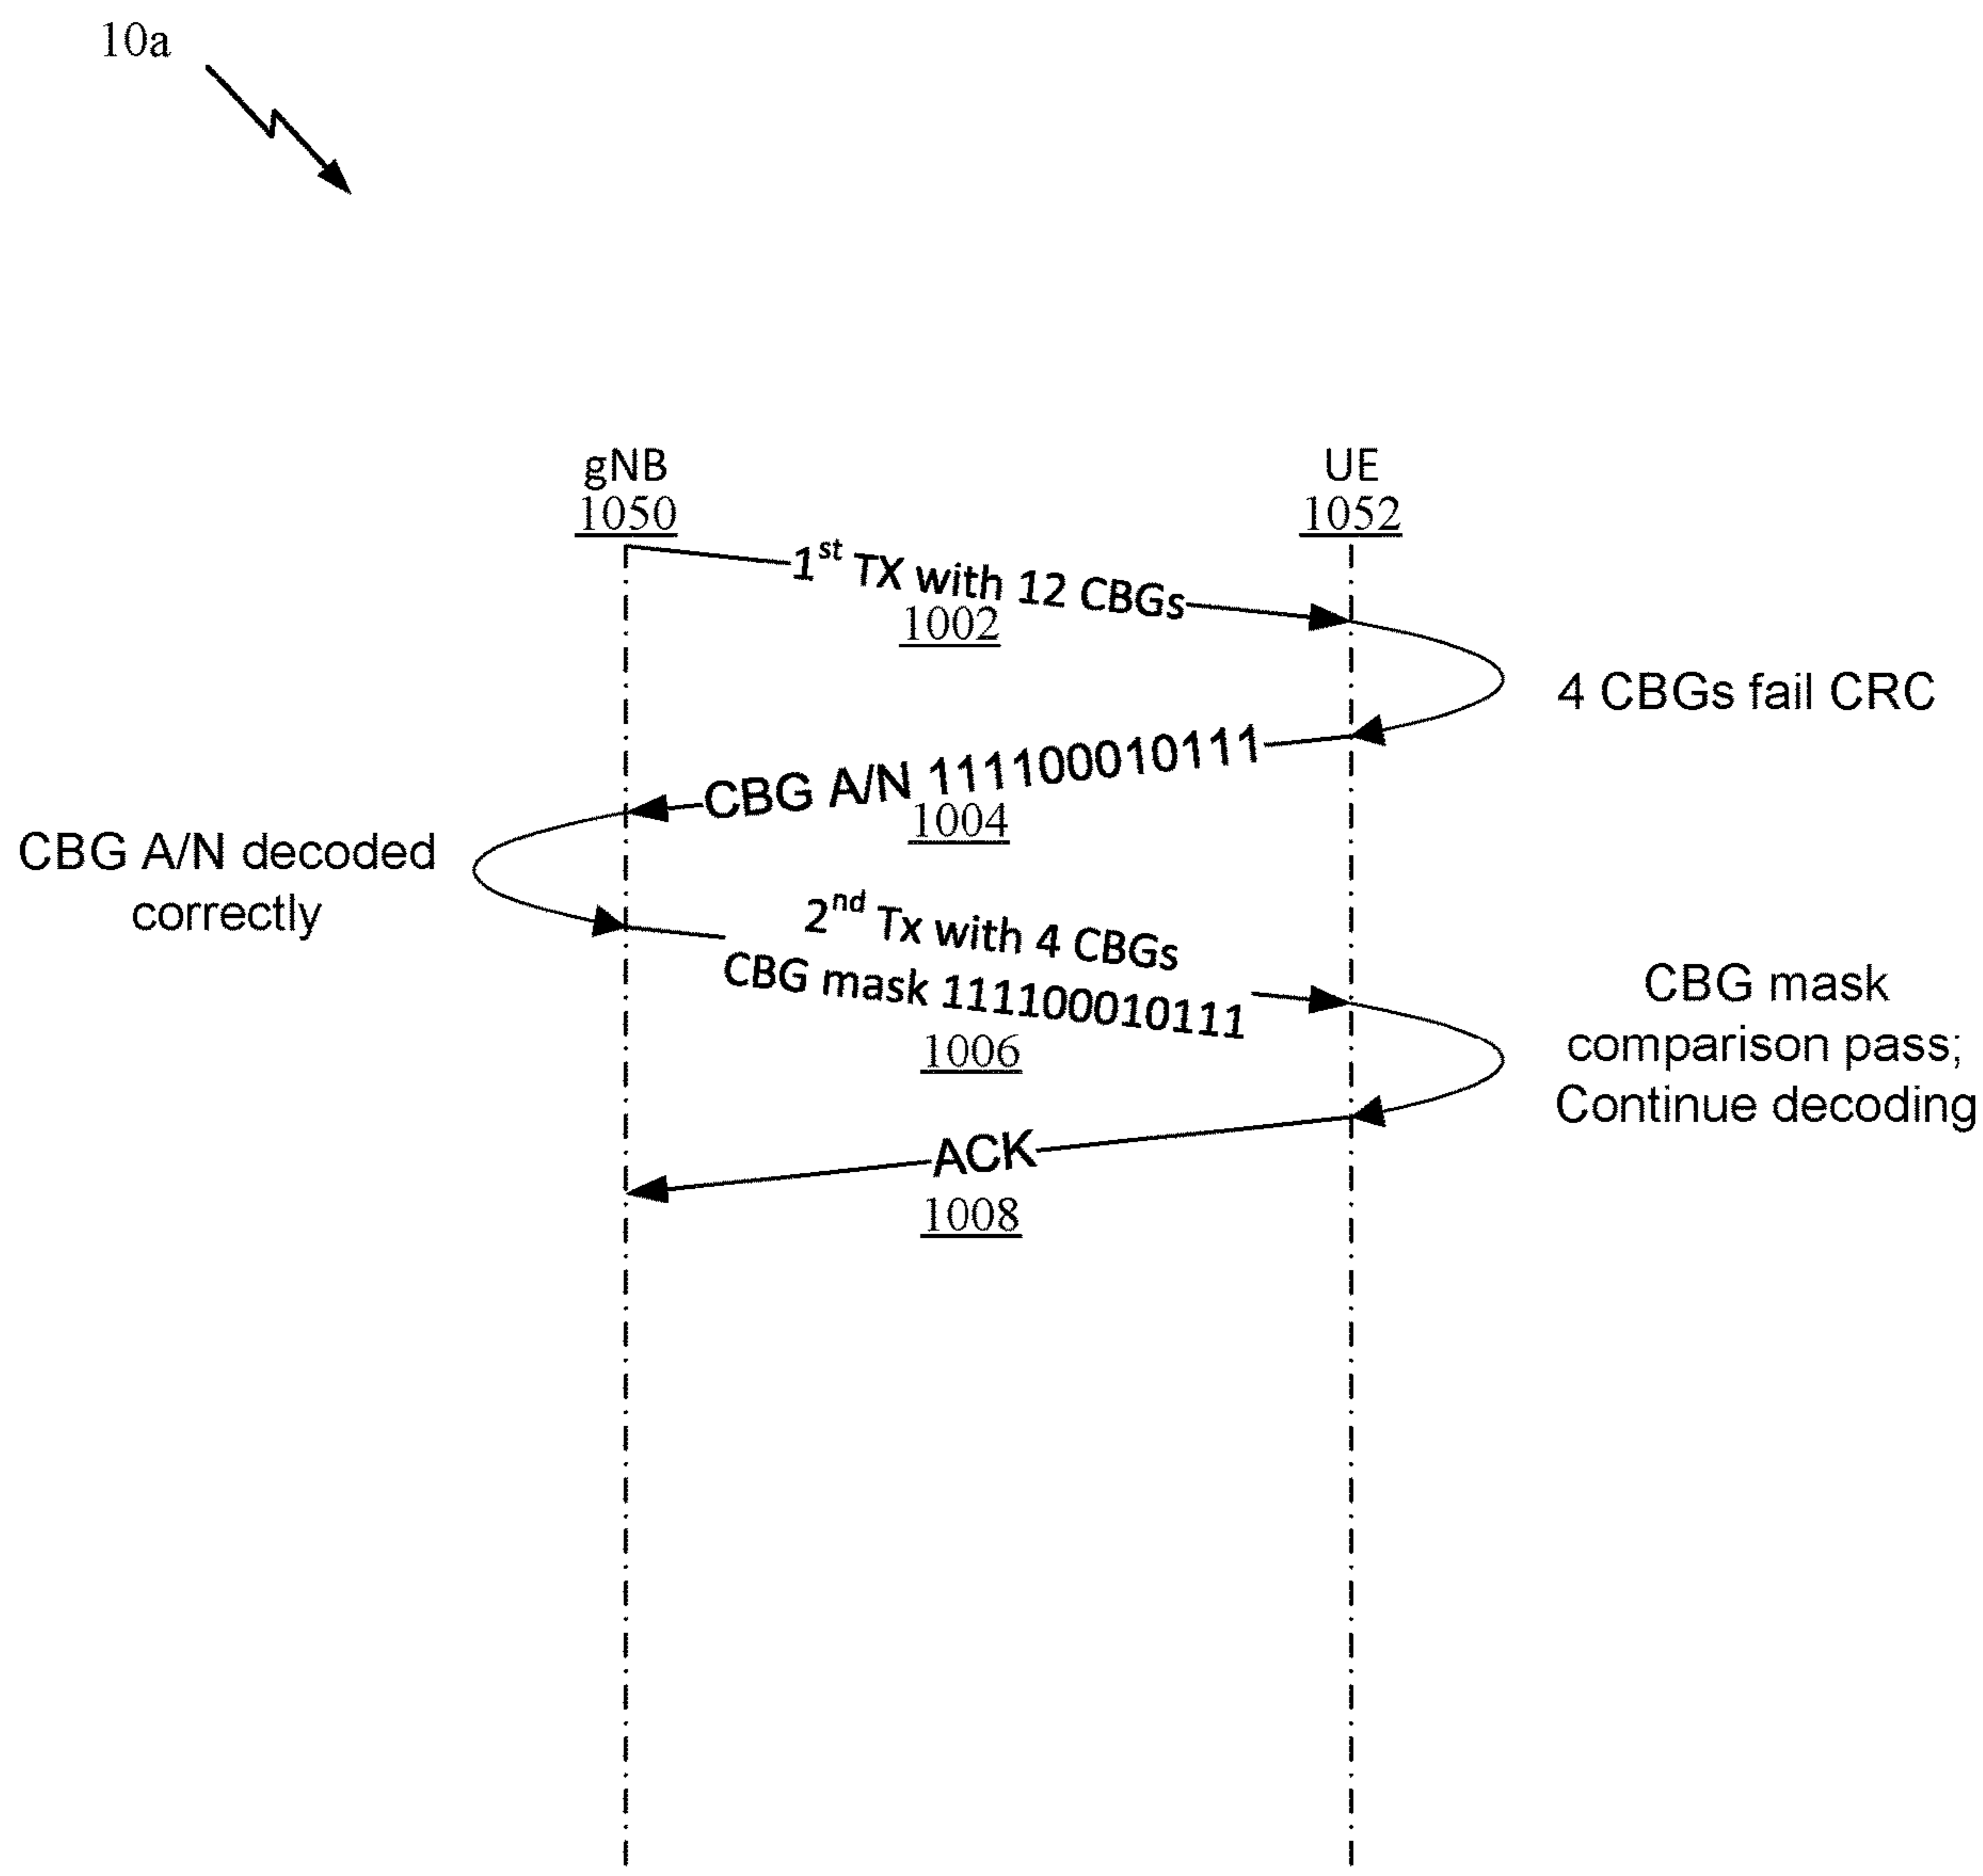 10a
gNB
1050
UE
1052
1st TX with 12 CBGs
1002
4 CBGs fail CRC
CBG A/N 111100010111
1004
CBG A/N decoded
correctly
2nd Tx with 4 CBGs
CBG mask 111100010111
1006
CBG mask
comparison pass;
Continue decoding
ACK
1008